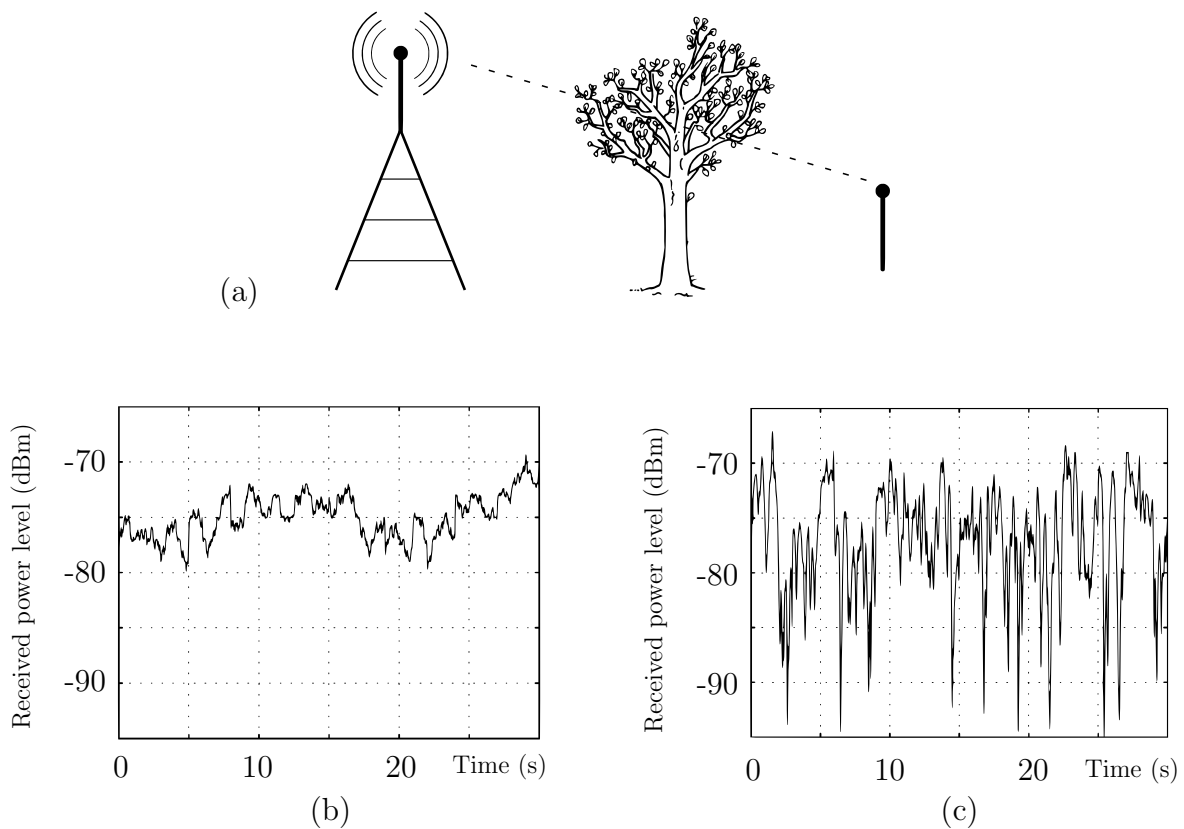 (a)
Received power level (dBm)
-70
-80
-90
0 10 20 Time (s)
(b)
Received power level (dBm)
-70
-80
-90
0 10 20 Time (s)
(c)